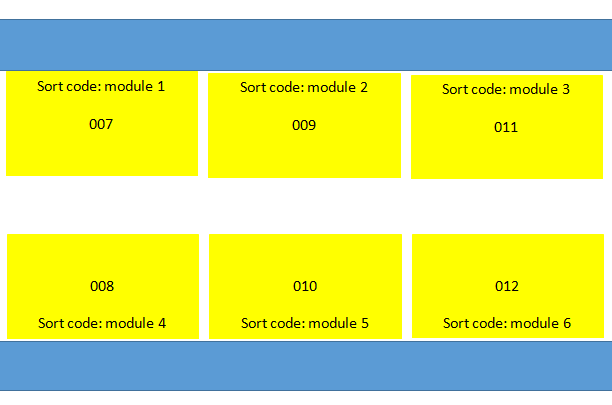 Sort code: module 1
007
Sort code: module 2
009
Sort code: module 3
011
008
Sort code: module 4
010
Sort code: module 5
012
Sort code: module 6